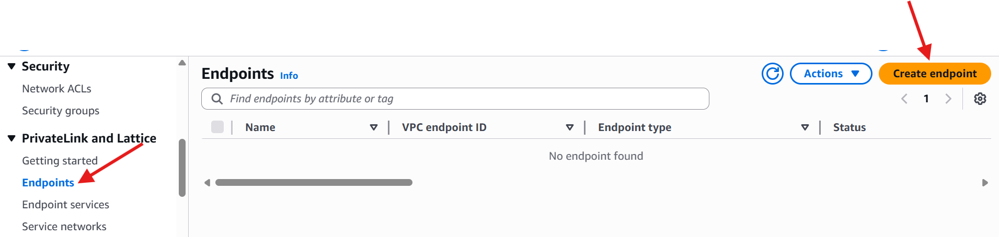 Security
Network ACLs
Security groups
PrivateLink and Lattice
Getting started
Endpoints
Endpoint services
Service networks
Endpoints Info
Actions
Create endpoint
Find endpoints by attribute or tag
1
Name VPC endpoint ID Endpoint type Status
No endpoint found